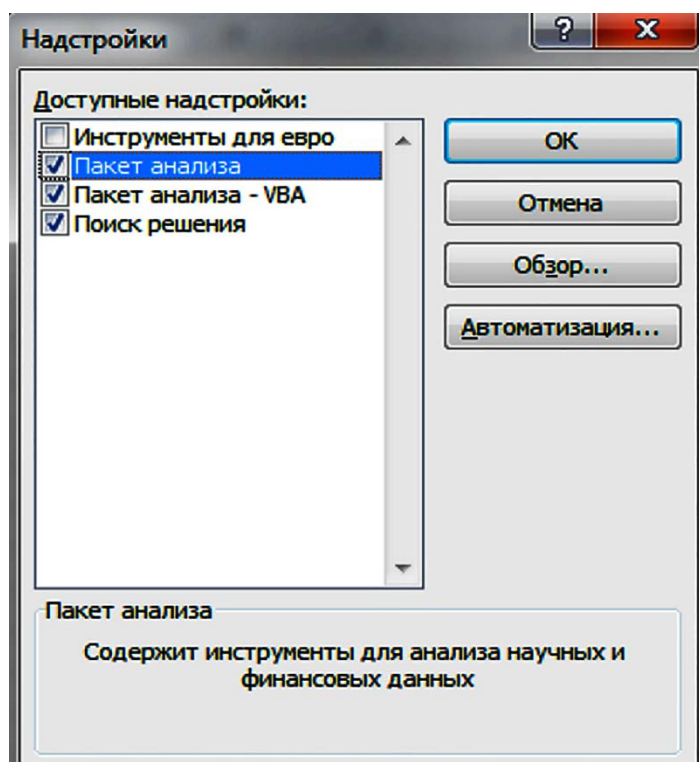 Надстройки
?
X
Доступные надстройки:
Инструменты для евро
Пакет анализа
Пакет анализа - VBA
Поиск решения
ОК
Отмена
Обзор...
Автоматизация...
Пакет анализа
Содержит инструменты для анализа научных и
финансовых данных